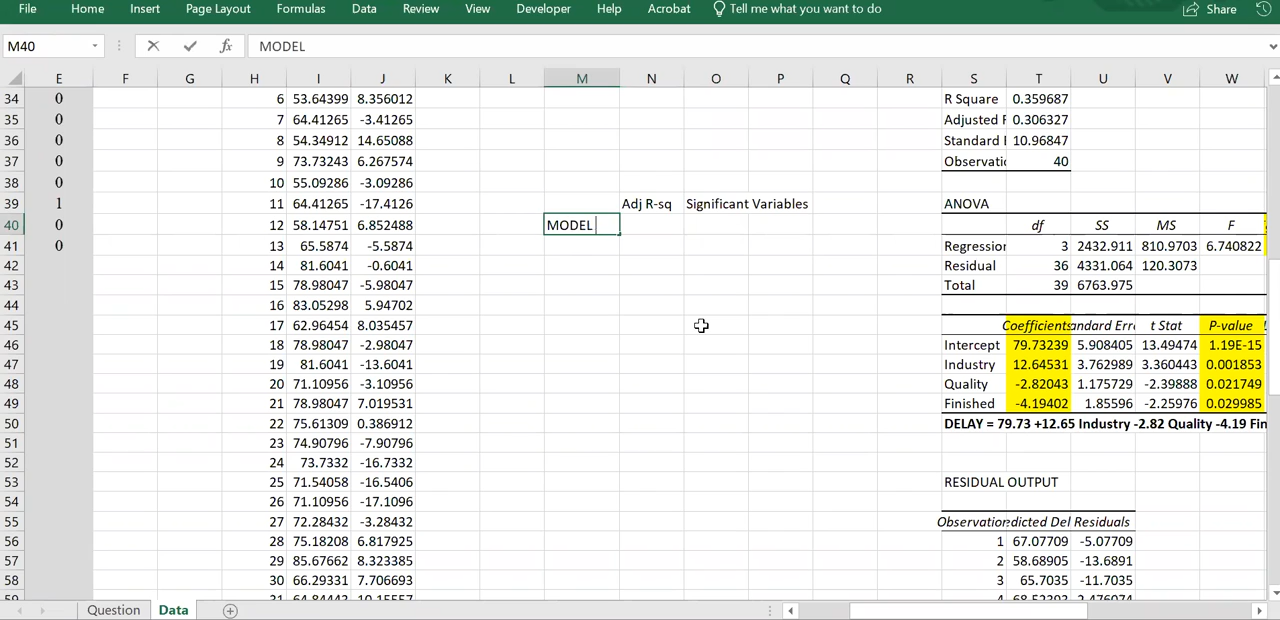 File Home Insert Page Layout Formulas Data Review View Developer Help Acrobat Tell me what you want to do Share
M40 fx MODEL
E F G H I J K L M N O P Q R S T U V W
34 0 6 53.64399 8.356012 R Square 0.359687
35 0 7 64.41265 -3.41265 Adjusted F 0.306327
36 0 8 54.34912 14.65088 Standard 10.96847
37 0 9 73.73243 6.267574 Observatio 40
38 0 10 55.09286 -3.09286
39 1 11 64.41265 -17.4126 Adj R-sq Significant Variables ANOVA
40 0 12 58.14751 6.852488 MODEL df SS MS F
41 0 13 65.5874 -5.5874 Regression 3 2432.911 810.9703 6.740822
42 14 81.6041 -0.6041 Residual 36 4331.064 120.3073
43 15 78.98047 -5.98047 Total 39 6763.975
44 16 83.05298 5.94702
45 17 62.96454 8.035457 Coefficients andard Erro t Stat P-value
46 18 78.98047 -2.98047 Intercept 79.73239 5.908405 13.49474 1.19E-15
47 19 81.6041 -13.6041 Industry 12.64531 3.762989 3.360443 0.001853
48 20 71.10956 -3.10956 Quality -2.82043 1.175729 -2.39888 0.021749
49 21 78.98047 7.019531 Finished -4.19402 1.85596 -2.25976 0.029985
50 22 75.61309 0.386912 DELAY = 79.73 +12.65 Industry -2.82 Quality -4.19 Fin
51 23 74.90796 -7.90796
52 24 73.7332 -16.7332
53 25 71.54058 -16.5406 RESIDUAL OUTPUT
54 26 71.10956 -17.1096
55 27 72.28432 -3.28432 Observation dicted Del Residuals
56 28 75.18208 6.817925 1 67.07709 -5.07709
57 29 85.67662 8.323385 2 58.68905 -13.6891
58 30 66.29331 7.706693 3 65.7035 -11.7035
Question Data